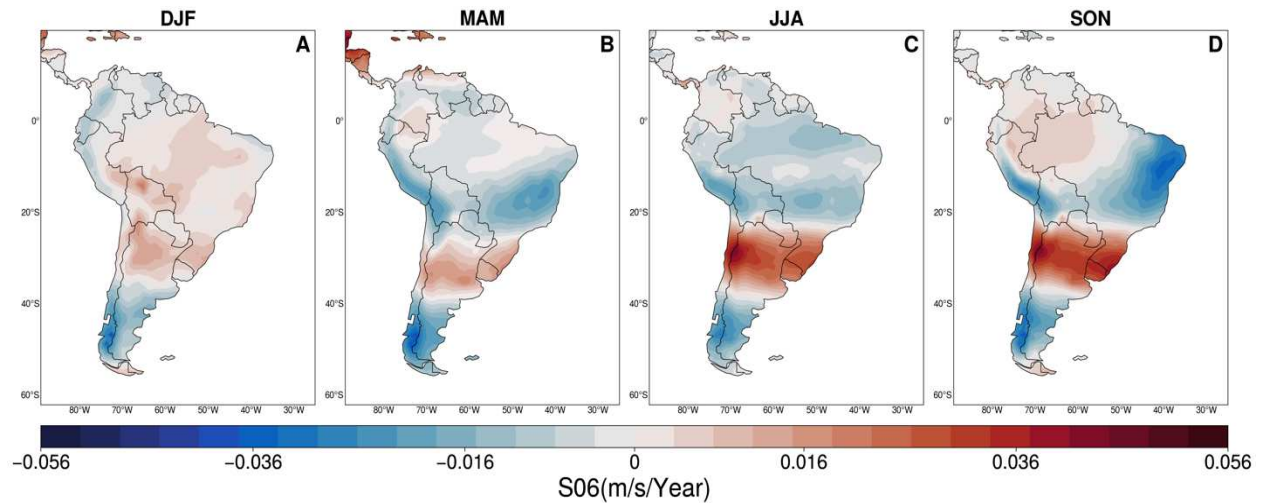 DJF MAM JJA SON
A B C D
0° 0° 0° 0°
20°S 20°S 20°S 20°S
40°S 40°S 40°S 40°S
60°S 60°S 60°S 60°S
80°W 70°W 60°W 50°W 40°W 30°W 80°W 70°W 60°W 50°W 40°W 30°W 80°W 70°W 60°W 50°W 40°W 30°W 80°W 70°W 60°W 50°W 40°W 30°W
−0.056 −0.036 −0.016 0 0.016 0.036 0.056
S06(m/s/Year)